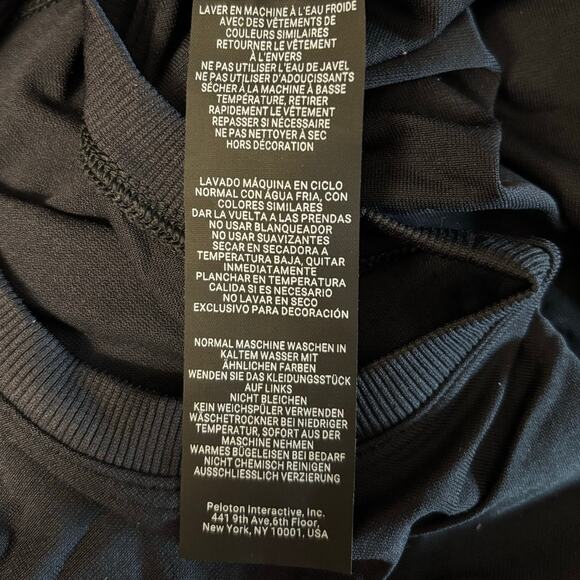 LAVER EN MACHINE À L'EAU FROIDE
AVEC DES VÊTEMENTS DE
COULEURS SIMILAIRES
RETOURNER LE VÊTEMENT
À L'ENVERS
NE PAS UTILISER L'EAU DE JAVEL
NE PAS UTILISER D'ADOUCISSANTS
SÉCHER À LA MACHINE À BASSE
TEMPÉRATURE, RETIRER
RAPIDEMENT LE VÊTEMENT
REPASSER SI NÉCESSAIRE
NE PAS NETTOYER À SEC
HORS DÉCORATION
LAVADO MÁQUINA EN CICLO
NORMAL CON AGUA FRIA, CON
COLORES SIMILARES
DAR LA VUELTA A LAS PRENDAS
NO USAR BLANQUEADOR
NO USAR SUAVIZANTES
SECAR EN SECADORA A
TEMPERATURA BAJA, QUITAR
INMEDIATAMENTE
PLANCHAR EN TEMPERATURA
CALIDA SI ES NECESARIO
NO LAVAR EN SECO
EXCLUSIVO PARA DECORACIÓN
NORMAL MASCHINE WASCHEN IN
KALTEM WASSER MIT
ÄHNLICHEN FARBEN
WENDEN SIE DAS KLEIDUNGSSTÜCK
AUF LINKS
NICHT BLEICHEN
KEIN WEICHSPÜLER VERWENDEN
WÄSCHETROCKNER BEI NIEDRIGER
TEMPERATUR, SOFORT AUS DER
MASCHINE NEHMEN
WARMES BÜGELEISEN BEI BEDARF
NICHT CHEMISCH REINIGEN
AUSSCHLIESSLICH VERZIERUNG
Peloton Interactive, Inc.
441 9th Ave,6th Floor,
New York, NY 10001, USA